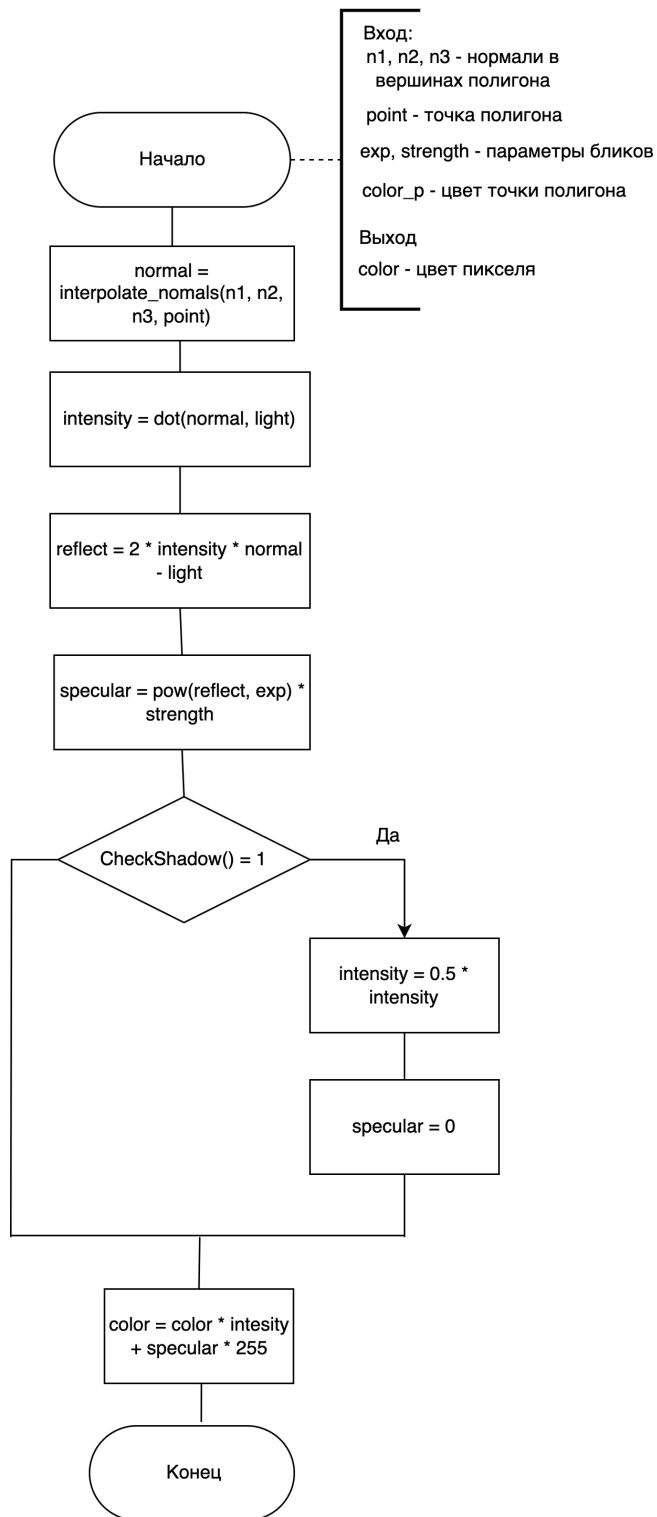 Вход:
n1, n2, n3 - нормали в
вершинах полигона
point - точка полигона
exp, strength - параметры бликов
color_p - цвет точки полигона
Выход
color - цвет пикселя
Начало
normal =
interpolate_nomals(n1, n2,
n3, point)
intensity = dot(normal, light)
reflect = 2 * intensity * normal
- light
specular = pow(reflect, exp) *
strength
CheckShadow() = 1
Да
intensity = 0.5 *
intensity
specular = 0
color = color * intesity
+ specular * 255
Конец